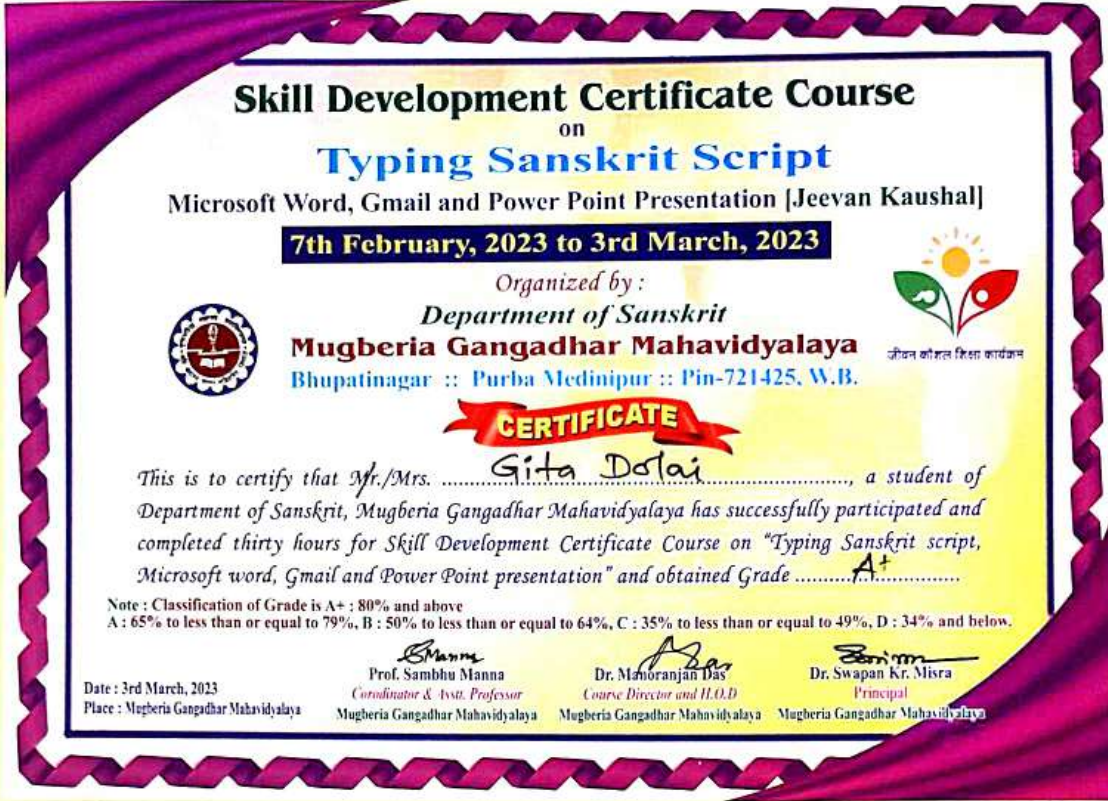 Skill Development Certificate Course
on
Typing Sanskrit Script
Microsoft Word, Gmail and Power Point Presentation [Jeevan Kaushal]
7th February, 2023 to 3rd March, 2023
Organized by :
Department of Sanskrit
Mugberia Gangadhar Mahavidyalaya
Bhupatinagar :: Purba Medinipur :: Pin-721425, W.B.
जीवन कौशल शिक्षा कार्यक्रम
CERTIFICATE
This is to certify that Mr./Mrs. .......Gita Dolai......................, a student of
Department of Sanskrit, Mugberia Gangadhar Mahavidyalaya has successfully participated and
completed thirty hours for Skill Development Certificate Course on "Typing Sanskrit script,
Microsoft word, Gmail and Power Point presentation" and obtained Grade ..........A+..............
Note : Classification of Grade is A+ : 80% and above
A : 65% to less than or equal to 79%, B : 50% to less than or equal to 64%, C : 35% to less than or equal to 49%, D : 34% and below.
Date : 3rd March, 2023
Place : Mugberia Gangadhar Mahavidyalaya
SManna
Prof. Sambhu Manna
Corodinator & Asstt. Professor
Mugberia Gangadhar Mahavidyalaya
Dr. Manoranjan Das
Course Director and H.O.D
Mugberia Gangadhar Mahavidyalaya
Dr. Swapan Kr. Misra
Principal
Mugberia Gangadhar Mahavidyalaya